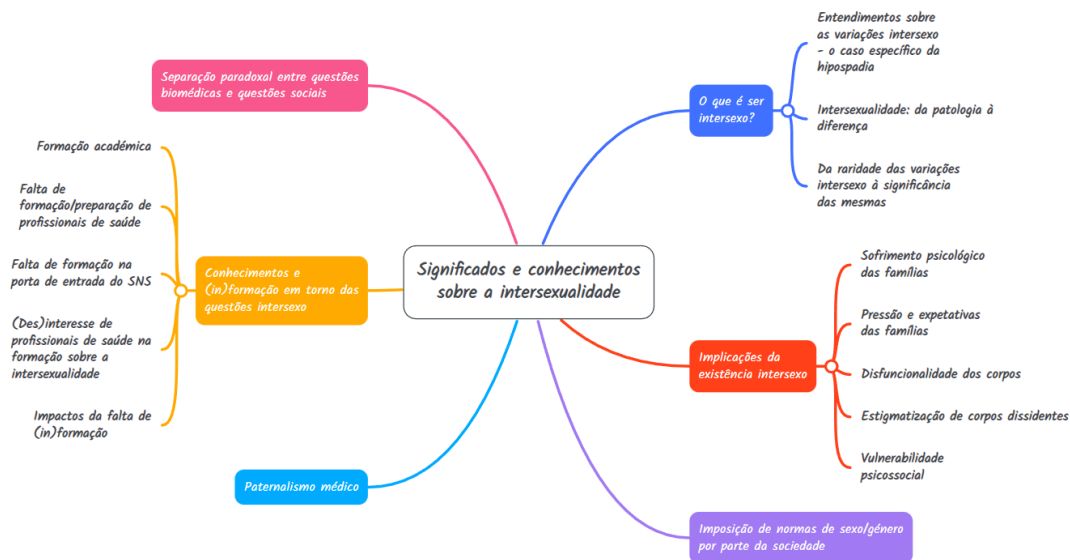 Significados e conhecimentos
sobre a intersexualidade
O que é ser
intersexo?
Entendimentos sobre
as variações intersexo
- o caso específico da
hipospadia
Intersexualidade: da patologia à
diferença
Da raridade das variações
intersexo à significância
das mesmas
Implicações da
existência intersexo
Sofrimento psicológico
das famílias
Pressão e expetativas
das famílias
Disfuncionalidade dos corpos
Estigmatização de corpos dissidentes
Vulnerabilidade
psicossocial
Imposição de normas de sexo/género
por parte da sociedade
Paternalismo médico
Conhecimentos e
(in)formação em torno das
questões intersexo
Formação académica
Falta de
formação/preparação de
profissionais de saúde
Falta de formação na
porta de entrada do SNS
(Des)interesse de
profissionais de saúde na
formação sobre a
intersexualidade
Impactos da falta de
(in)formação
Separação paradoxal entre questões
biomédicas e questões sociais